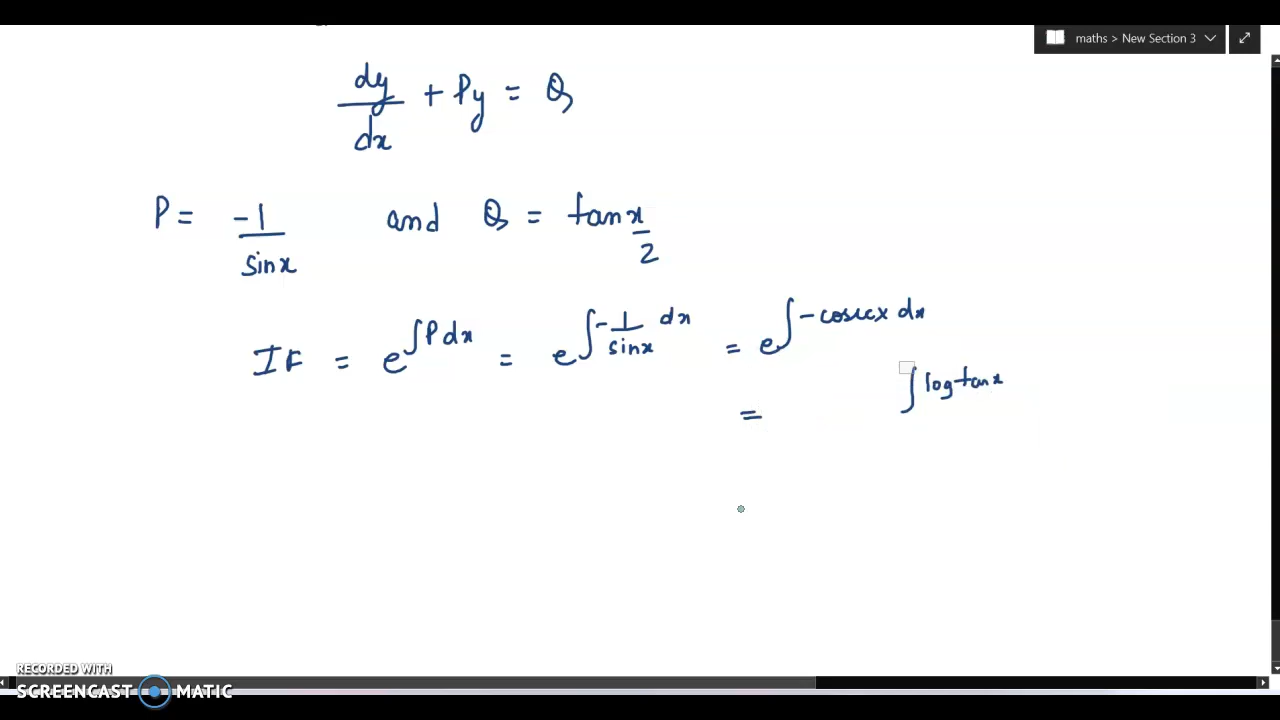 maths > New Section 3
dy/dx + Py = Q
P = -1/sinx and Q = tan x/2
IF = e^∫P dx = e^∫-1/sinx dx = e^∫-cosecx dx
= ∫log tan x
RECORDED WITH
SCREENCAST MATIC